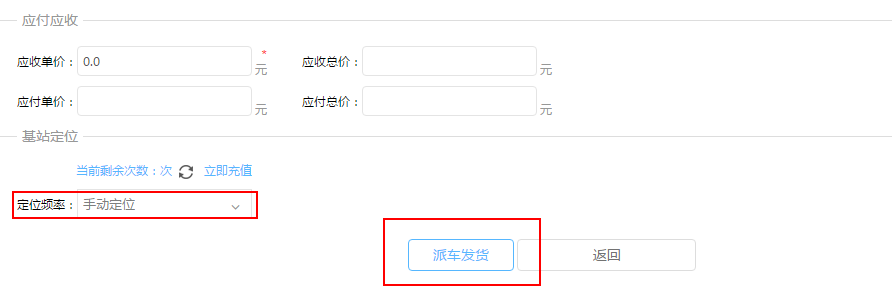 应付应收
应收单价： 0.0 * 元 应收总价： 元
应付单价： 元 应付总价： 元
基站定位
当前剩余次数：次 立即充值
定位频率： 手动定位
派车发货 返回